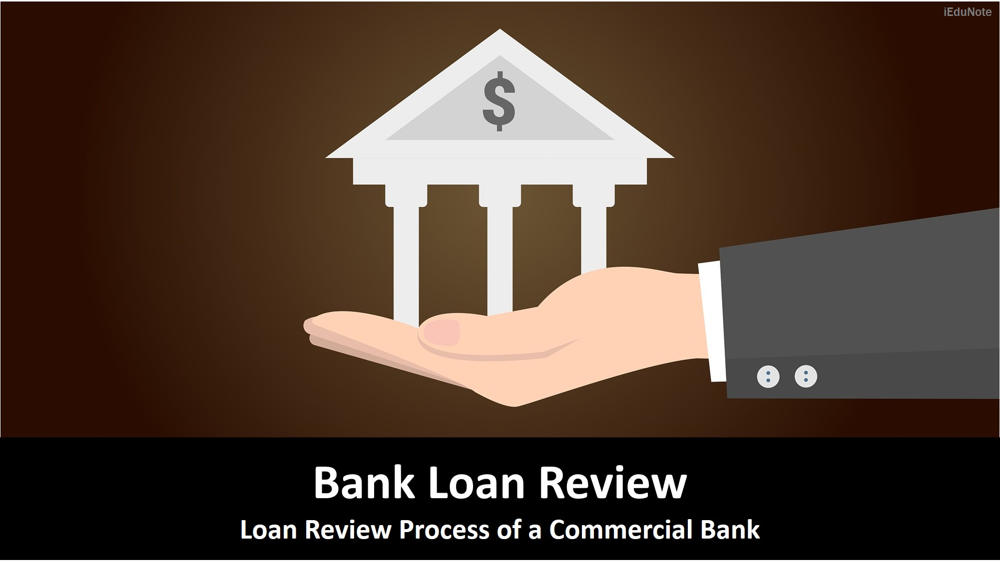 iEduNote
$
Bank Loan Review
Loan Review Process of a Commercial Bank